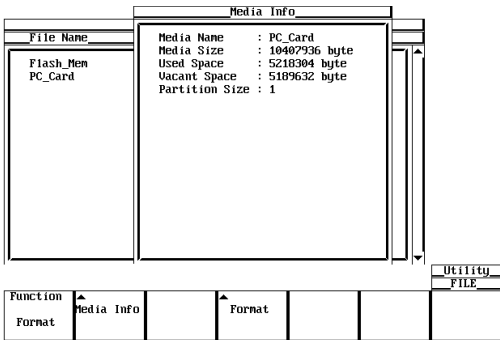 Media Info
File Name
Flash_Mem
PC_Card
Media Name : PC_Card
Media Size : 10407936 byte
Used Space : 5218304 byte
Vacant Space : 5189632 byte
Partition Size : 1
Utility
FILE
Function
Format
Media Info
Format